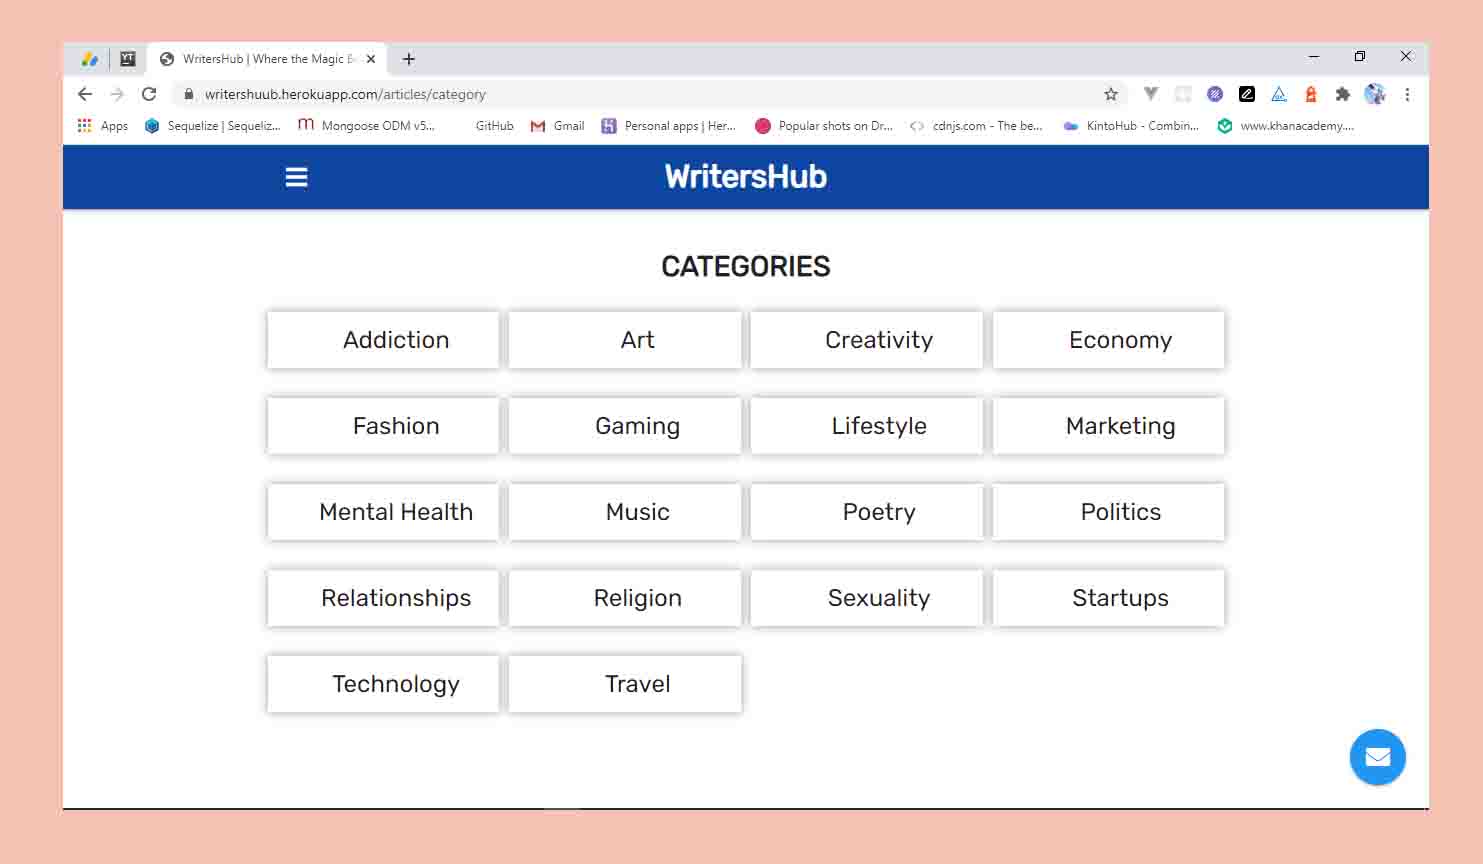 YT
WritersHub | Where the Magic
writershuub.herokuapp.com/articles/category
Apps Sequelize | Sequeliz... Mongoose ODM v5... GitHub Gmail Personal apps | Her... Popular shots on Dr... cdnjs.com - The be... KintoHub - Combin... www.khanacademy....
WritersHub
CATEGORIES
Addiction Art Creativity Economy
Fashion Gaming Lifestyle Marketing
Mental Health Music Poetry Politics
Relationships Religion Sexuality Startups
Technology Travel